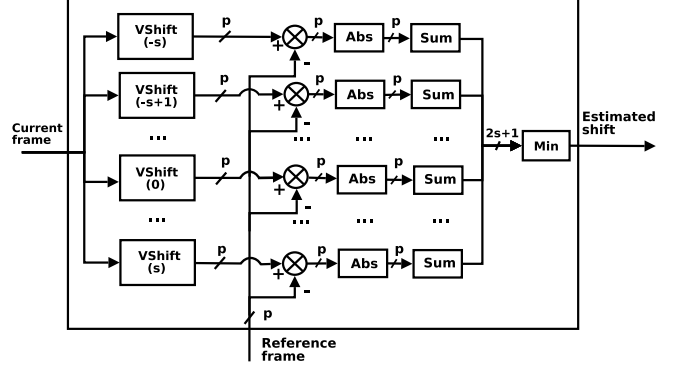 p p p
VShift Abs Sum
(-s) + -
p p p
VShift Abs Sum
(-s+1) + -
Estimated
shift
Current
frame
... ... ... ...
2s+1
Min
p p p
VShift Abs Sum
(0) + -
... ... ... ...
p p p
VShift Abs Sum
(s) + -
p
Reference
frame